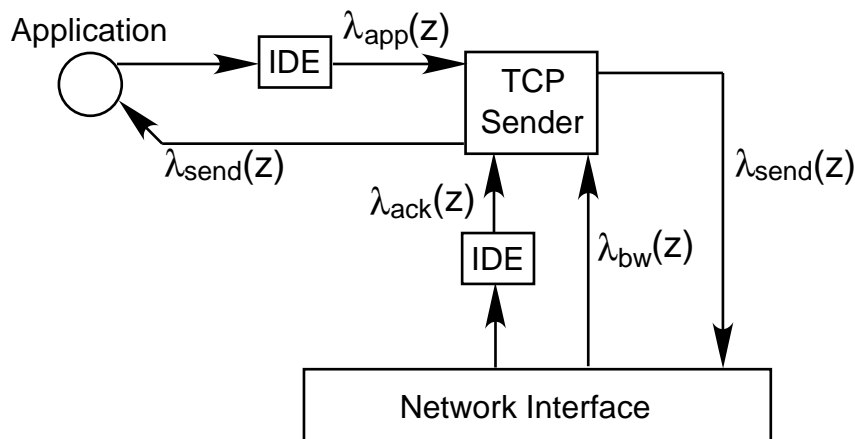 Application
IDE
λapp(z)
TCP
Sender
λsend(z)
λsend(z)
λack(z)
IDE
λbw(z)
Network Interface